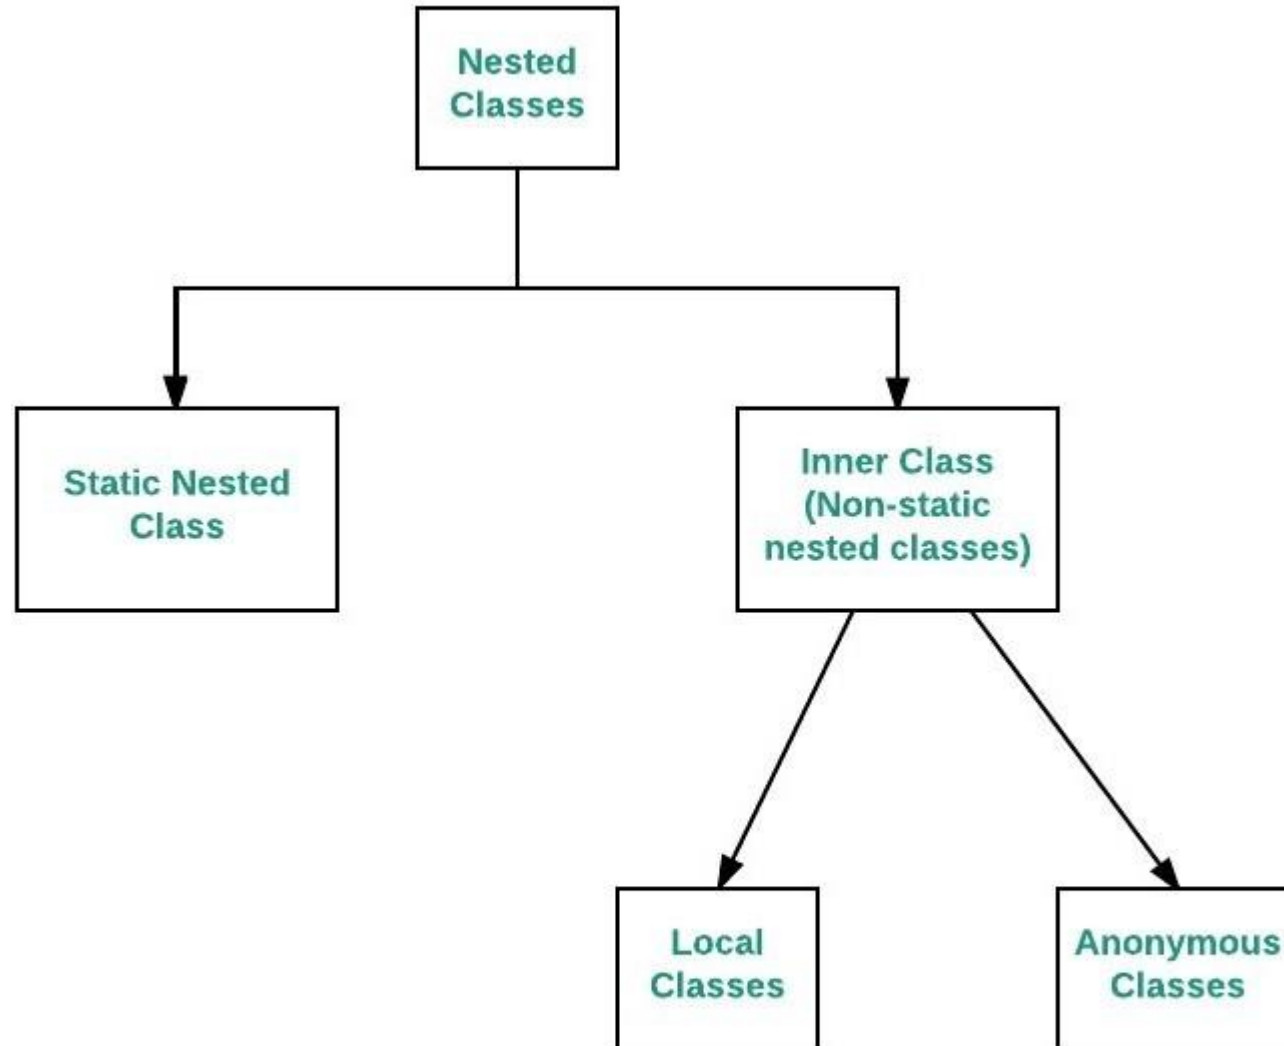 Nested
Classes
Static Nested
Class
Inner Class
(Non-static
nested classes)
Local
Classes
Anonymous
Classes